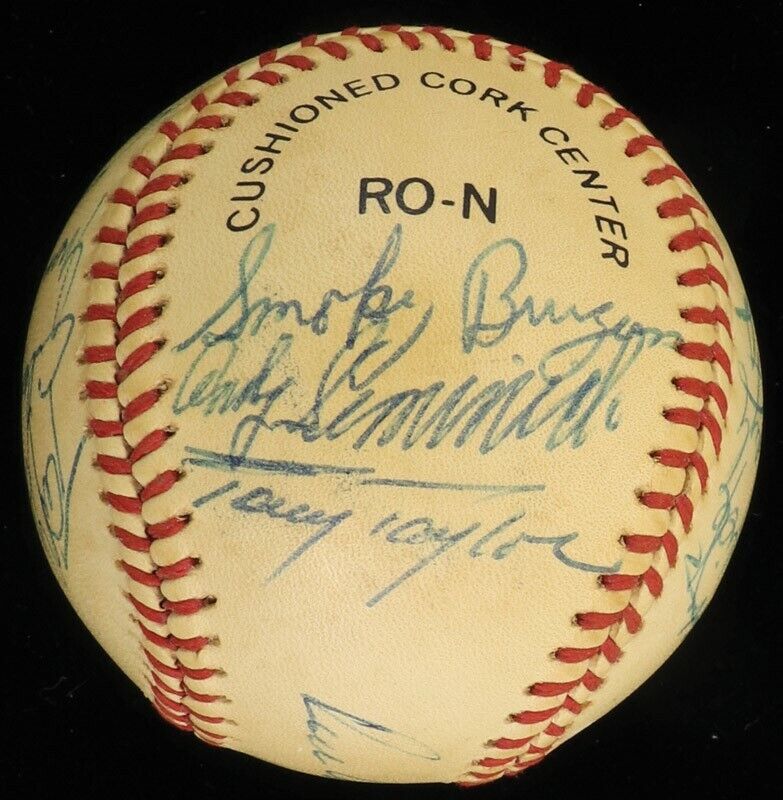 CUSHIONED CORK CENTER
RO-N
Smoky Burgess
Andy Seminick
Tony Taylor